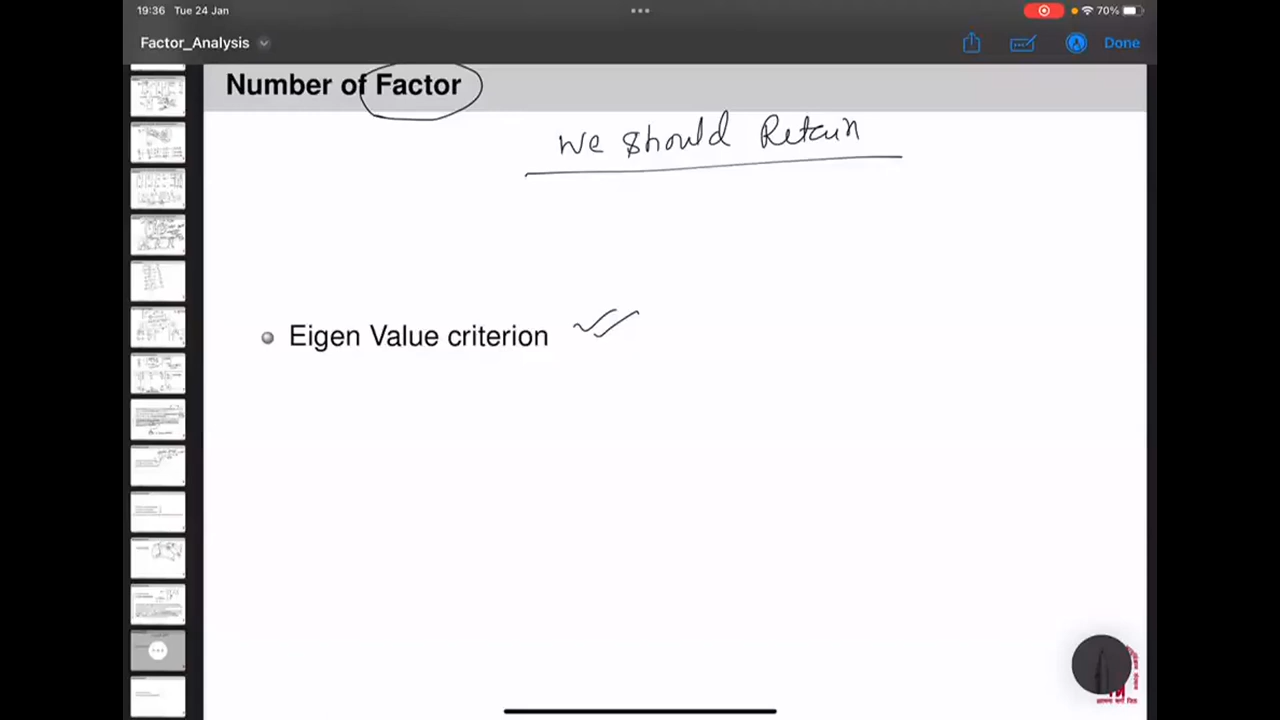 19:36 Tue 24 Jan
70%
Factor_Analysis
Done
Number of Factor
We Should Retain
Eigen Value criterion